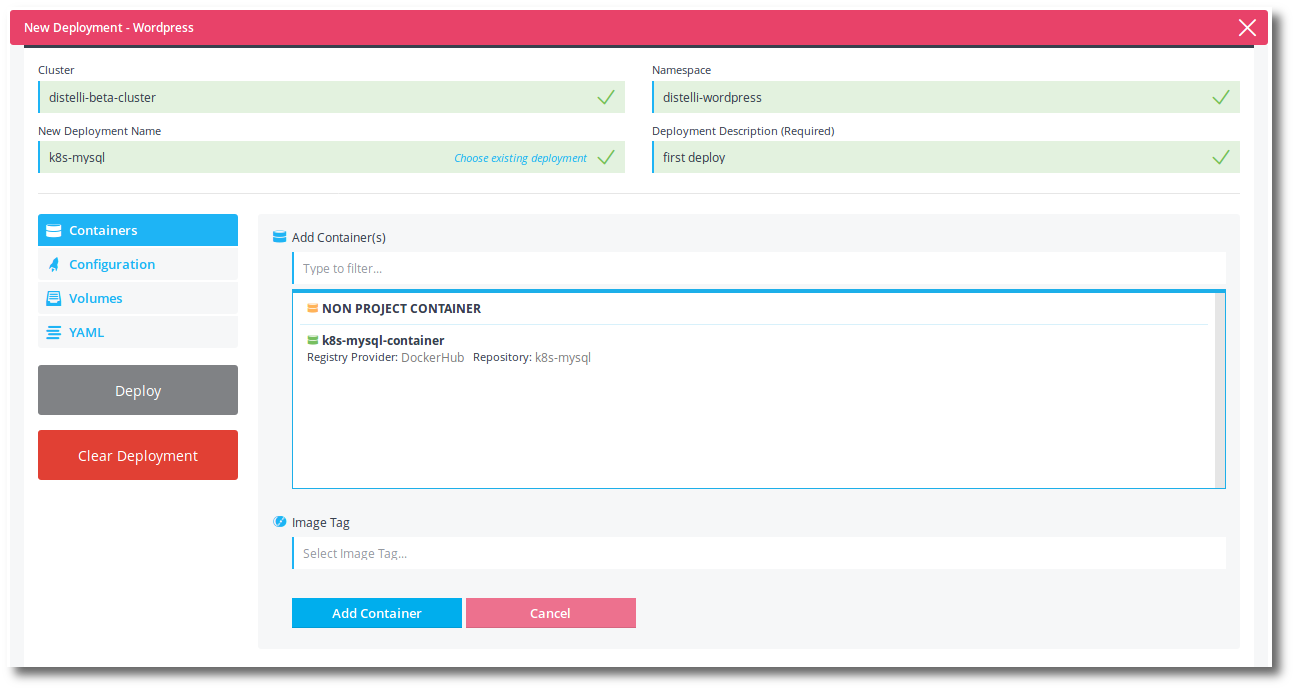 New Deployment - Wordpress
Cluster
Namespace
distelli-beta-cluster
distelli-wordpress
New Deployment Name
Deployment Description (Required)
k8s-mysql
Choose existing deployment
first deploy
Containers
Configuration
Volumes
YAML
Deploy
Clear Deployment
Add Container(s)
Type to filter...
NON PROJECT CONTAINER
k8s-mysql-container
Registry Provider: DockerHub Repository: k8s-mysql
Image Tag
Select Image Tag...
Add Container
Cancel